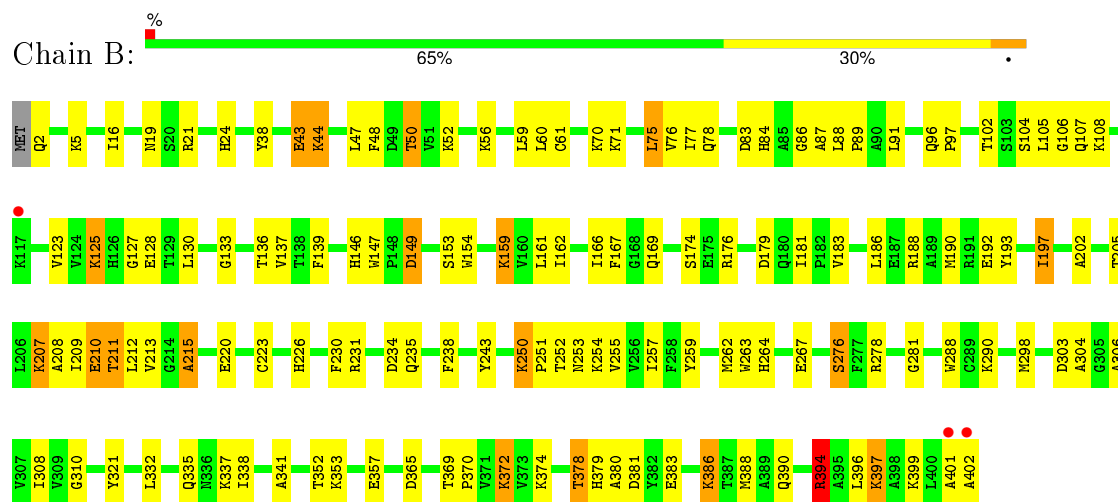 %
Chain B:
65% 30% •
MET Q2 K5 I16 N19 S20 R21 H24 Y38 E43 K44 L47 F48 D49 T50 V51 K52 K56 L59 L60 C61 K70 K71 L75 V76 I77 Q78 D83 H84 A85 G86 A87 L88 P89 A90 L91 Q96 P97 T102 S103 S104 L105 G106 Q107 K108
K117 V123 V124 K125 H126 G127 E128 T129 L130 G133 T136 V137 T138 F139 H146 W147 P148 D149 W154 S153 K159 V160 L161 I162 I166 F167 G168 Q169 S174 E175 R176 D179 Q180 I181 P182 V183 L186 E187 R188 A189 M190 R191 E192 Y193 I197 A202 T205
L206 K207 A208 I209 E210 T211 L212 V213 G214 A215 E220 C223 H226 F230 R231 D234 Q235 F238 Y243 K250 P251 T252 N253 K254 V255 V256 I257 F258 Y259 M262 W263 H264 E267 S276 F277 R278 G281 W288 C289 K290 M298 D303 A304 G305 A306
V307 I308 V309 G310 Y321 L332 Q335 N336 K337 I338 A341 T352 K353 E357 D365 T369 P370 V371 K372 V373 K374 T378 H379 A380 D381 Y382 E383 K386 T387 M388 A389 Q390 R394 A395 L396 K397 A398 K399 L400 A401 A402